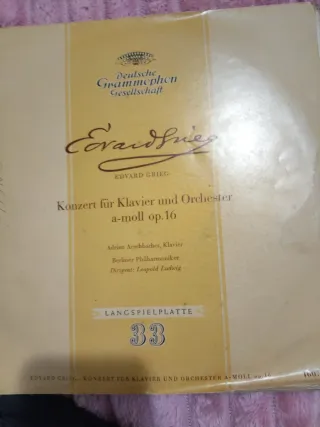 Deutsche
Grammophon
Gesellschaft
Edvard Grieg
EDVARD GRIEG
Konzert für Klavier und Orchester
a-moll op. 16
Adrian Aeschbacher, Klavier
Berliner Philharmoniker
Dirigent: Leopold Ludwig
LANGSPIELPLATTE
33
EDVARD GRIEG, KONZERT FÜR KLAVIER UND ORCHESTER A-MOLL op. 16